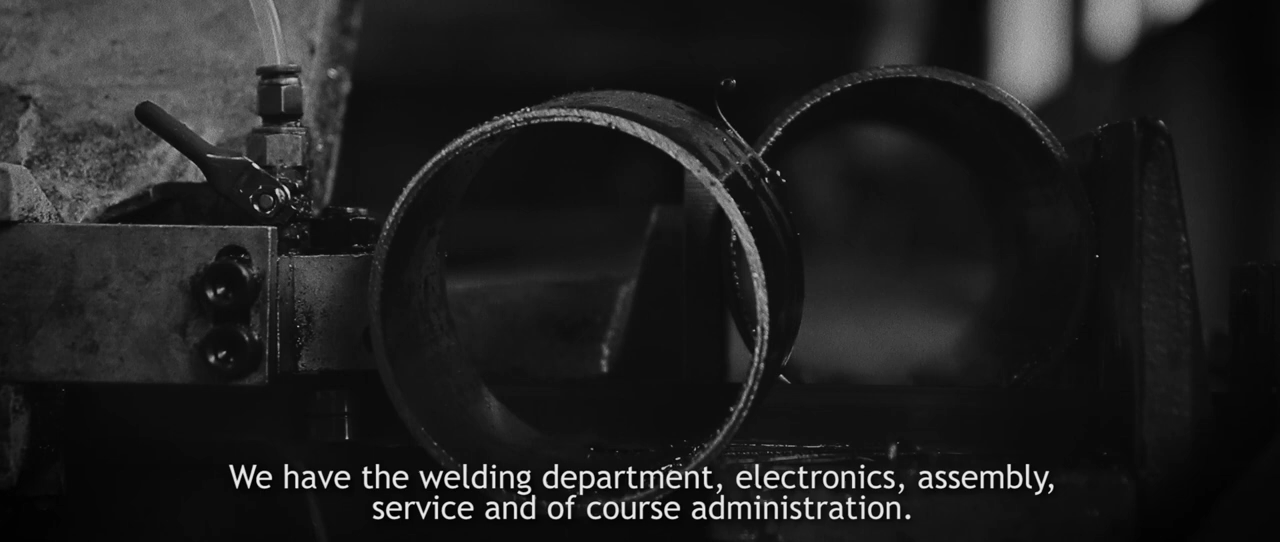 We have the welding department, electronics, assembly,
service and of course administration.